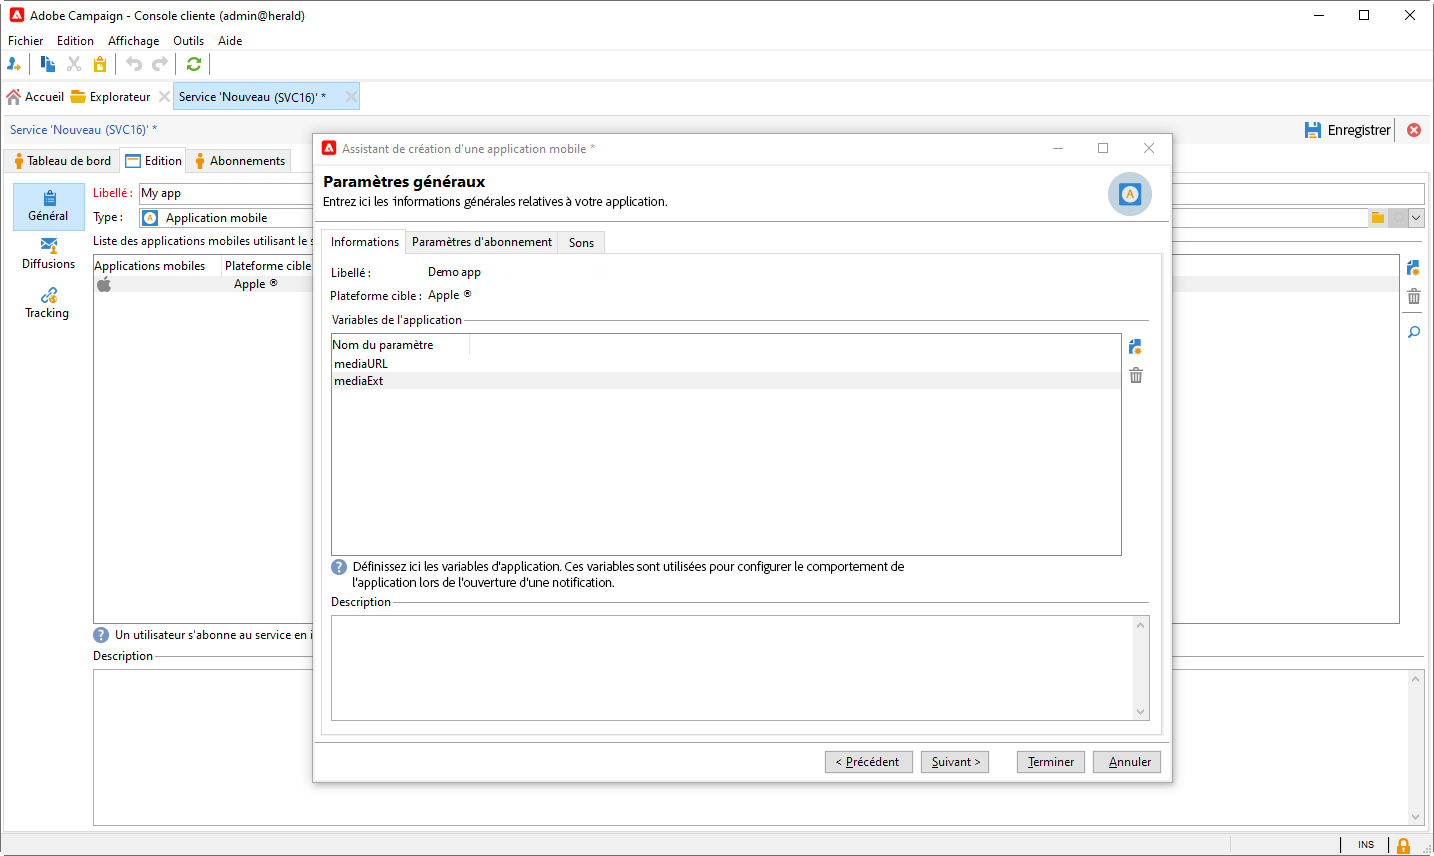 Adobe Campaign - Console cliente (admin@herald)
Fichier Edition Affichage Outils Aide
Accueil Explorateur Service 'Nouveau (SVC16)' *
Service 'Nouveau (SVC16)' *
Enregistrer
Tableau de bord Edition Abonnements
Général
Diffusions
Tracking
Libellé : My app
Type : Application mobile
Liste des applications mobiles utilisant le s
Applications mobiles Plateforme cible
Apple ®
Un utilisateur s'abonne au service en i
Description
Assistant de création d'une application mobile *
Paramètres généraux
Entrez ici les informations générales relatives à votre application.
Informations Paramètres d'abonnement Sons
Libellé : Demo app
Plateforme cible : Apple ®
Variables de l'application
Nom du paramètre
mediaURL
mediaExt
Définissez ici les variables d'application. Ces variables sont utilisées pour configurer le comportement de
l'application lors de l'ouverture d'une notification.
Description
< Précédent Suivant > Terminer Annuler
INS